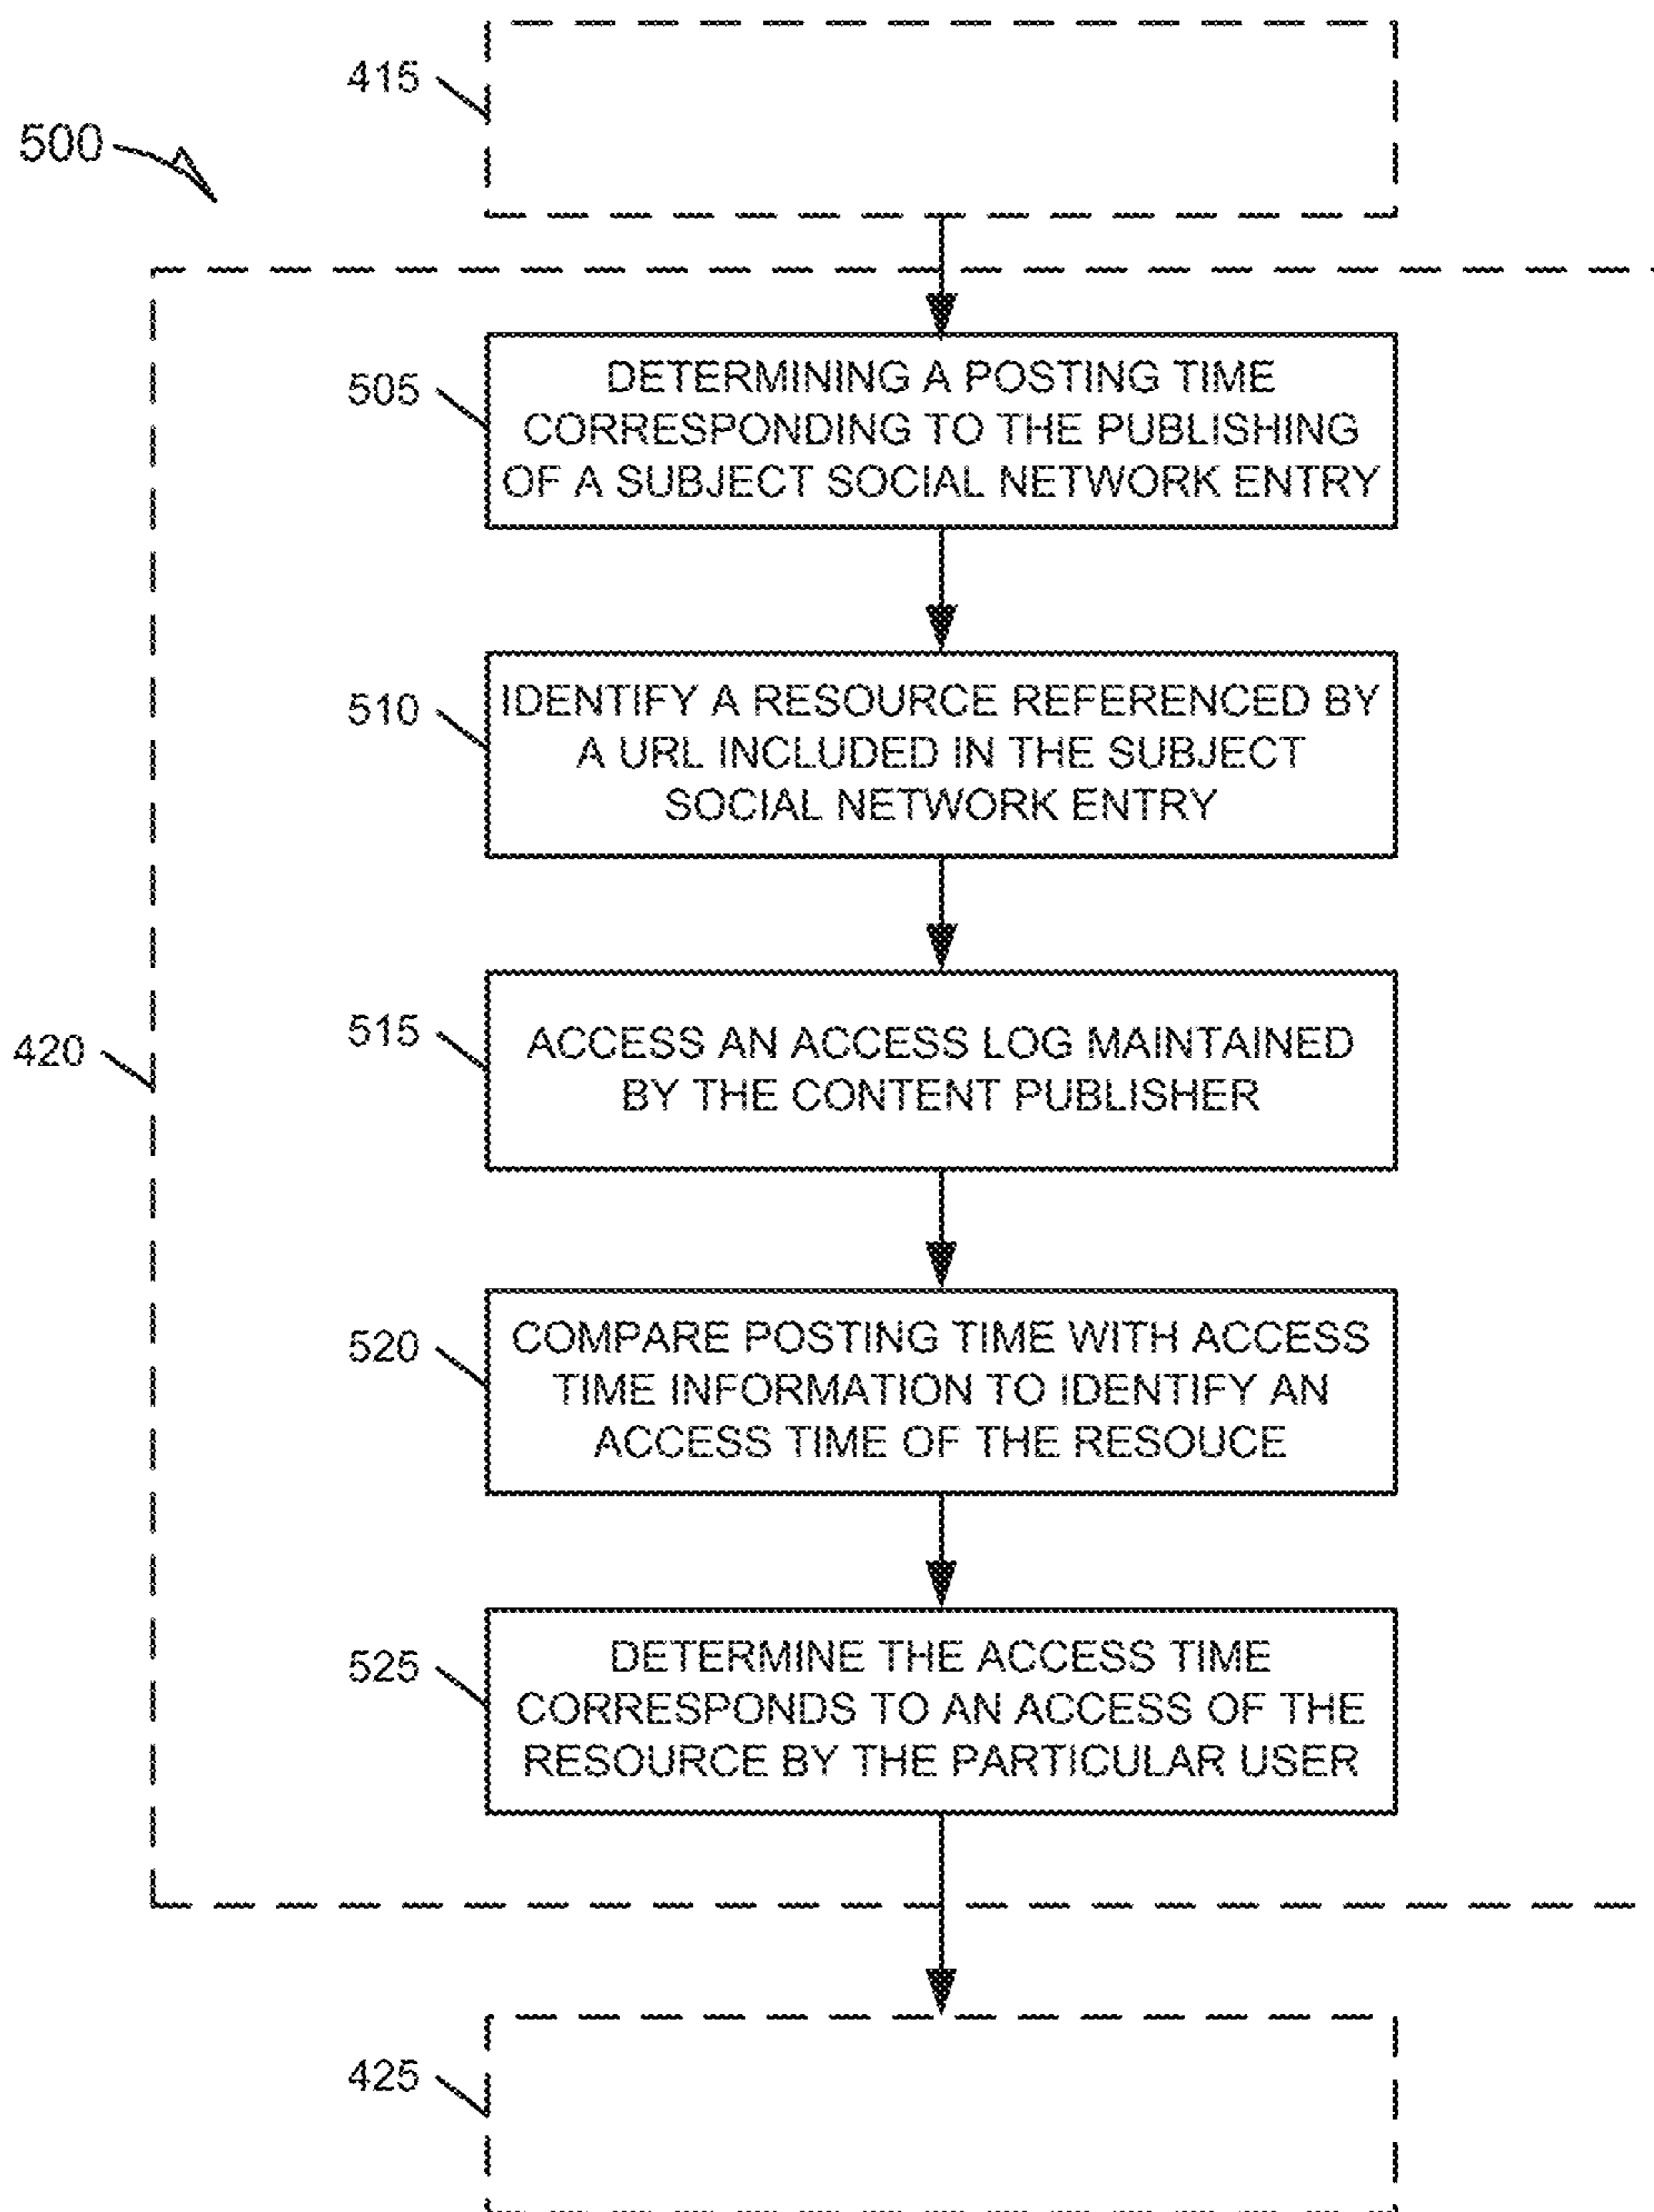 415
500
505
DETERMINING A POSTING TIME
CORRESPONDING TO THE PUBLISHING
OF A SUBJECT SOCIAL NETWORK ENTRY
510
IDENTIFY A RESOURCE REFERENCED BY
A URL INCLUDED IN THE SUBJECT
SOCIAL NETWORK ENTRY
420
515
ACCESS AN ACCESS LOG MAINTAINED
BY THE CONTENT PUBLISHER
520
COMPARE POSTING TIME WITH ACCESS
TIME INFORMATION TO IDENTIFY AN
ACCESS TIME OF THE RESOUCE
525
DETERMINE THE ACCESS TIME
CORRESPONDS TO AN ACCESS OF THE
RESOURCE BY THE PARTICULAR USER
425